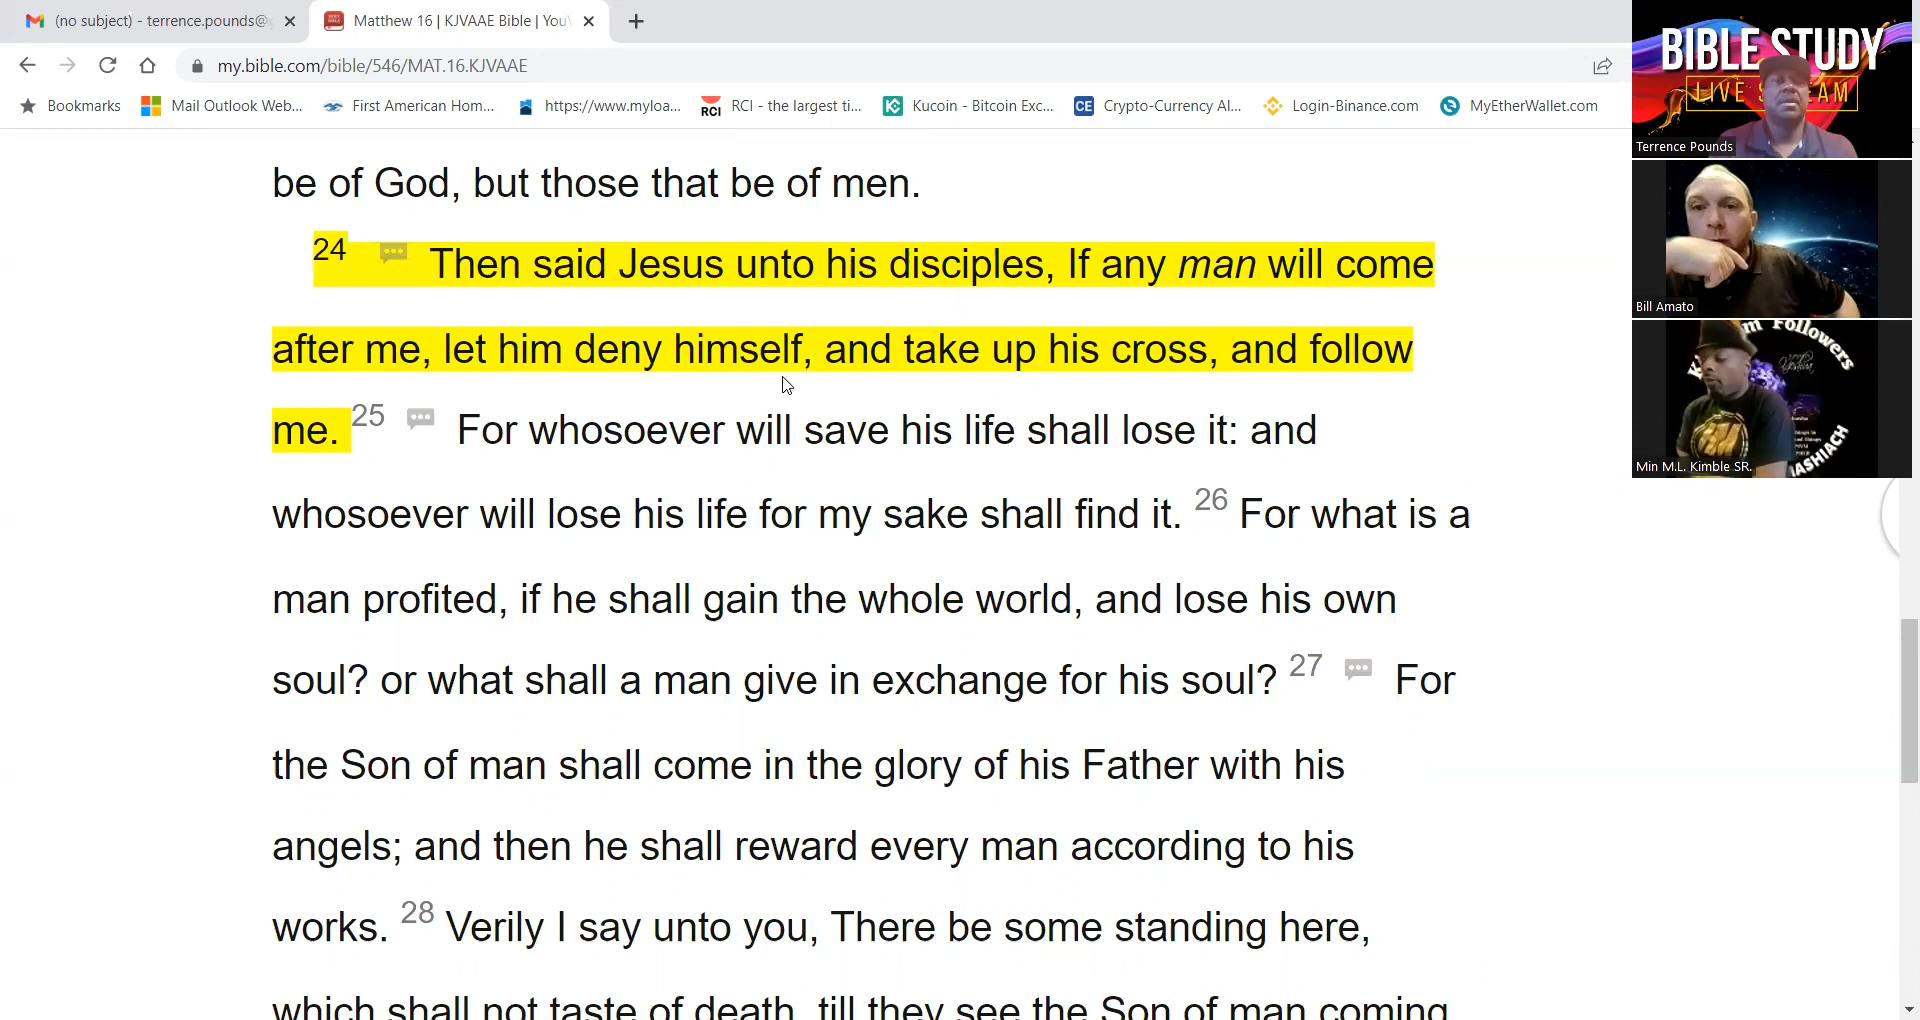 (no subject) - terrence.pounds@
Matthew 16 | KJVAAE Bible | You
my.bible.com/bible/546/MAT.16.KJVAAE
Bookmarks
Mail Outlook Web...
First American Hom...
https://www.myloa...
RCI
RCI - the largest ti...
Kucoin - Bitcoin Exc...
CE
Crypto-Currency Al...
Login-Binance.com
MyEtherWallet.com
be of God, but those that be of men.
24 Then said Jesus unto his disciples, If any man will come
after me, let him deny himself, and take up his cross, and follow
me. 25 For whosoever will save his life shall lose it: and
whosoever will lose his life for my sake shall find it. 26 For what is a
man profited, if he shall gain the whole world, and lose his own
soul? or what shall a man give in exchange for his soul? 27 For
the Son of man shall come in the glory of his Father with his
angels; and then he shall reward every man according to his
works. 28 Verily I say unto you, There be some standing here,
which shall not taste of death, till they see the Son of man coming
BIBLE STUDY
LIVE S EAM
Terrence Pounds
Bill Amato
m Followers
ASHIACH
Min M.L. Kimble SR.